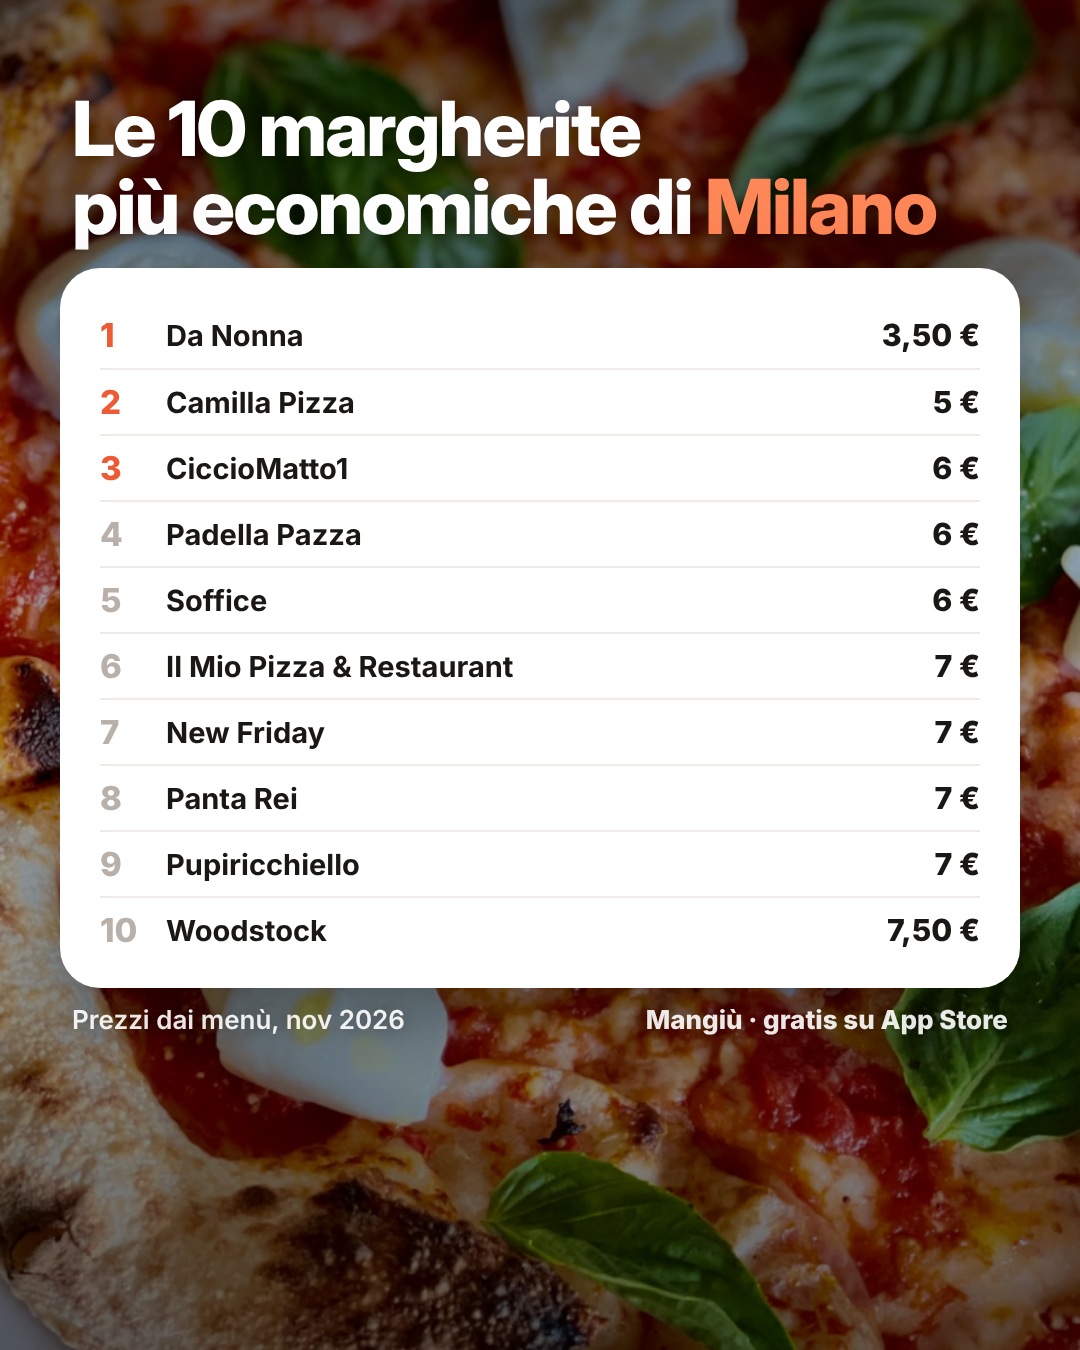 Le 10 margherite
più economiche di Milano
1 Da Nonna 3,50 €
2 Camilla Pizza 5 €
3 CiccioMatto1 6 €
4 Padella Pazza 6 €
5 Soffice 6 €
6 Il Mio Pizza & Restaurant 7 €
7 New Friday 7 €
8 Panta Rei 7 €
9 Pupiricchiello 7 €
10 Woodstock 7,50 €
Prezzi dai menù, nov 2026 Mangiù · gratis su App Store